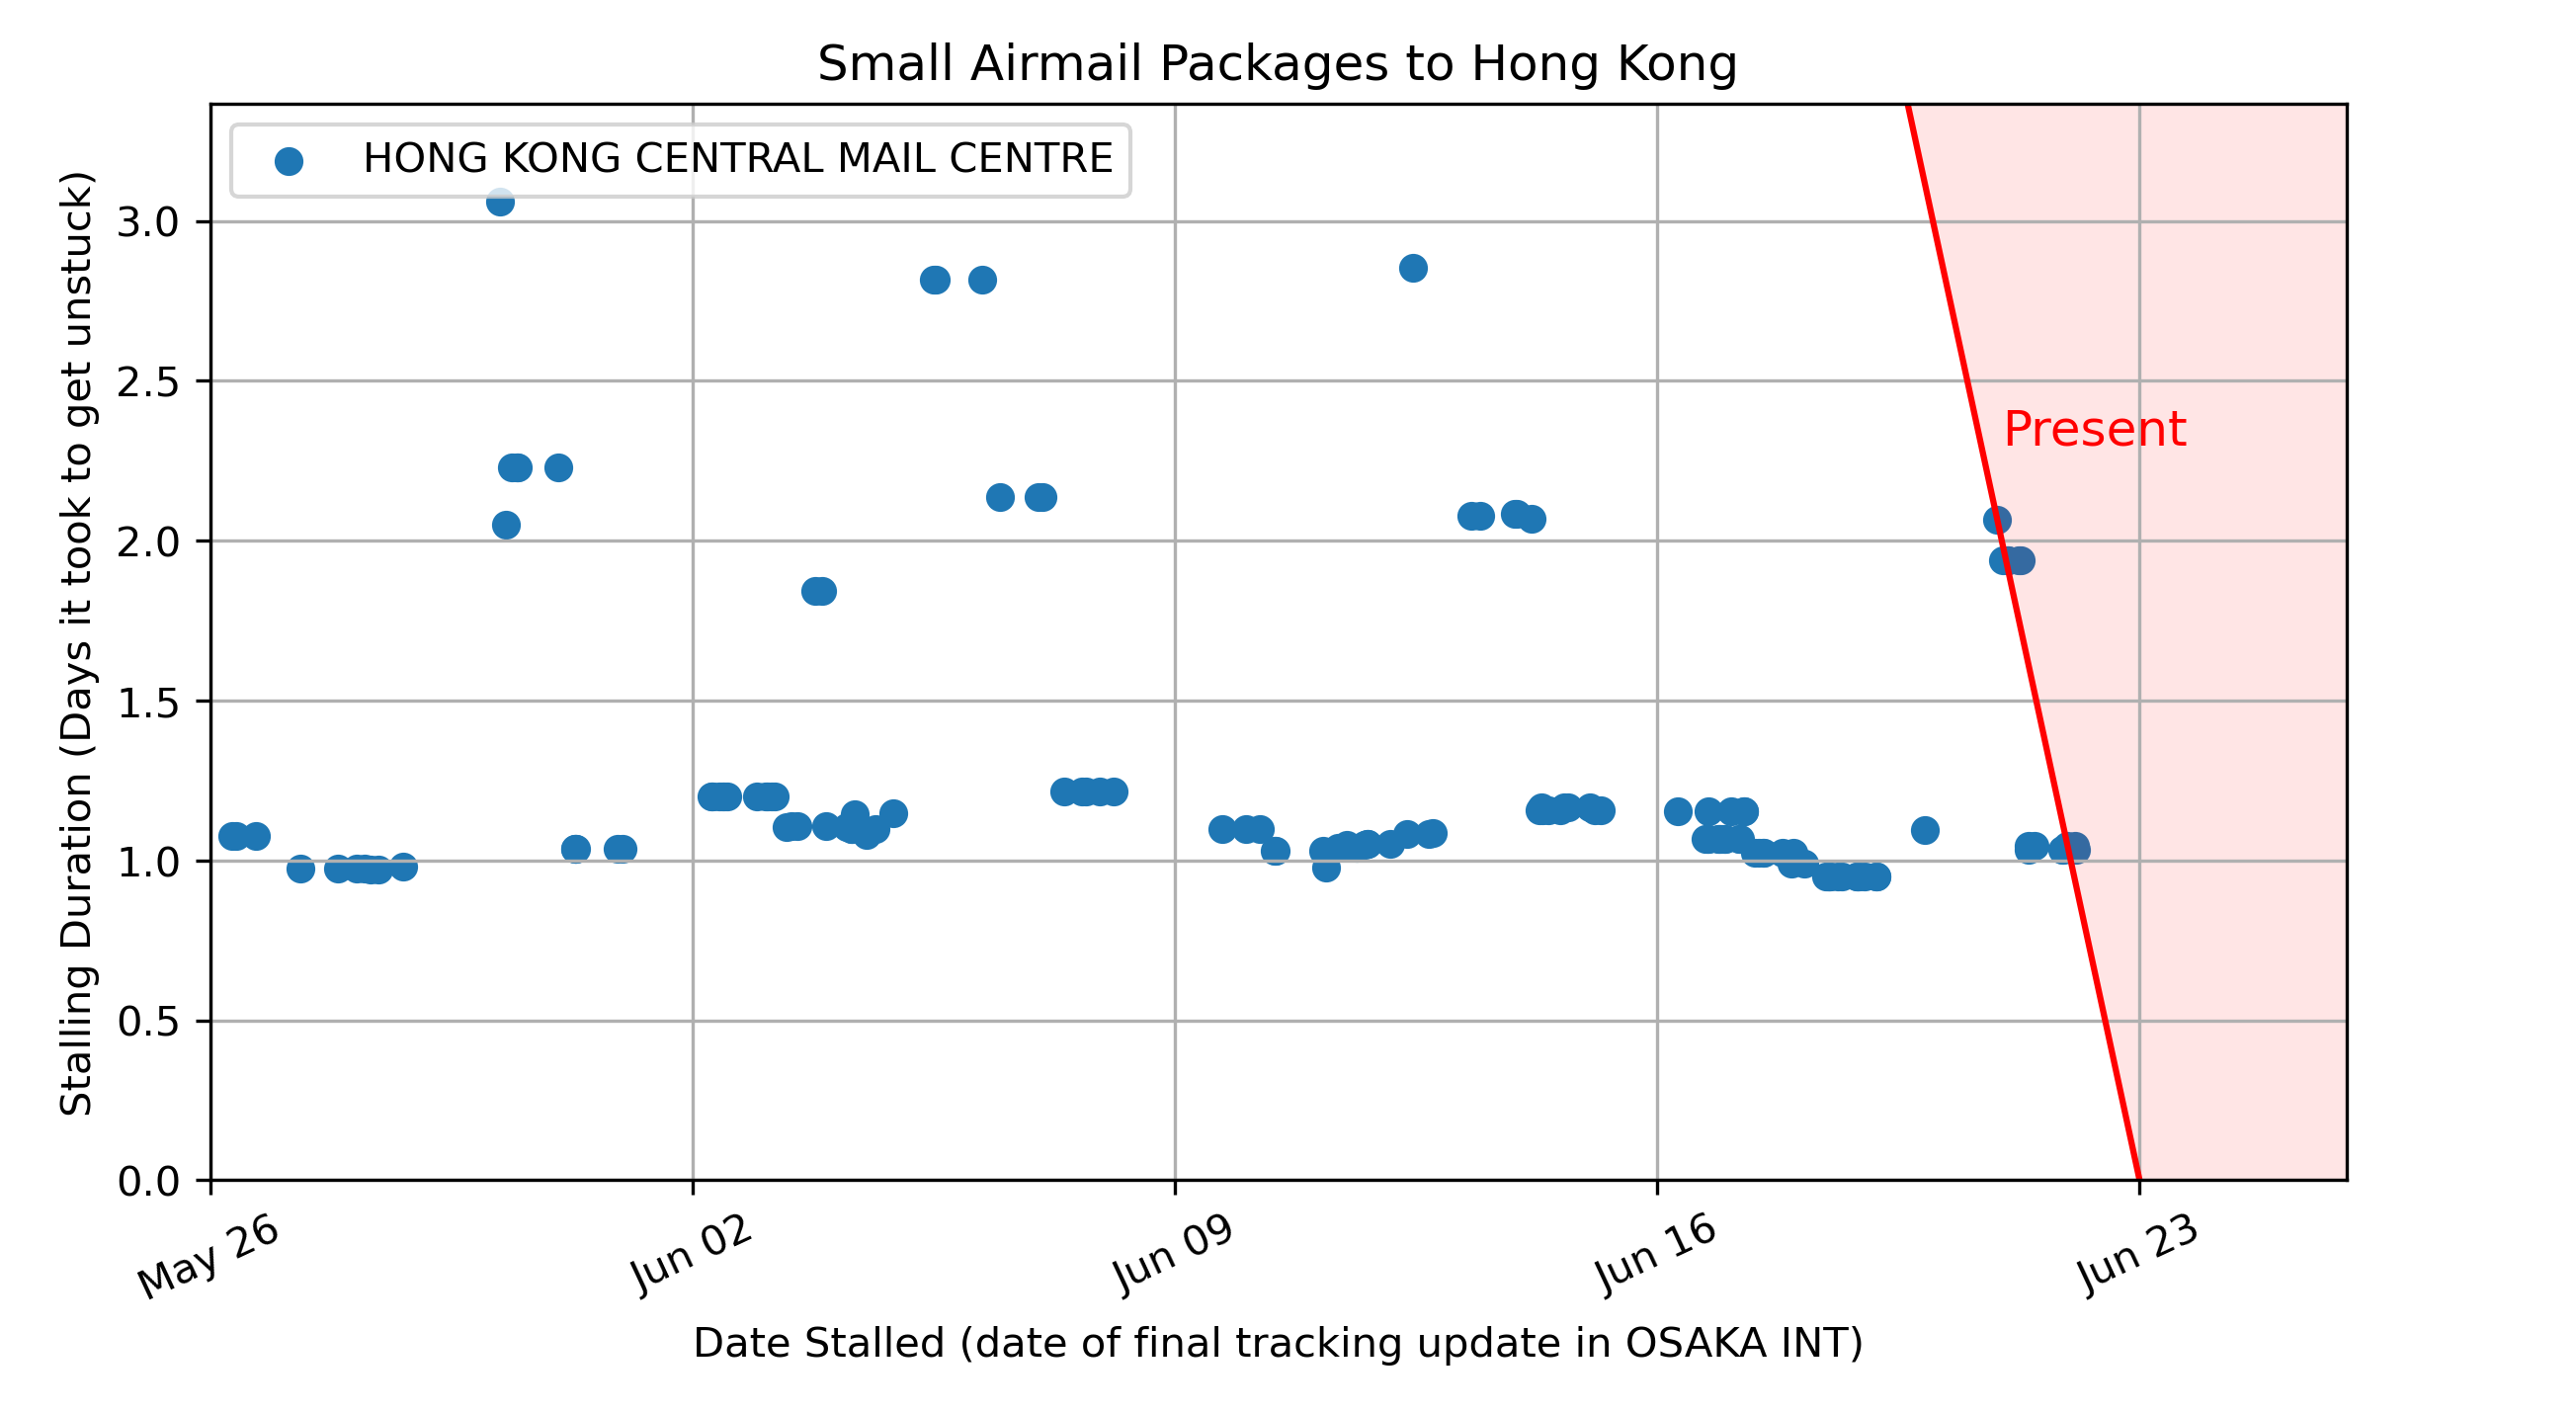 Small Airmail Packages to Hong Kong
HONG KONG CENTRAL MAIL CENTRE
Stalling Duration (Days it took to get unstuck)
3.0
2.5
2.0
1.5
1.0
0.5
0.0
Present
May 26
Jun 02
Jun 09
Jun 16
Jun 23
Date Stalled (date of final tracking update in OSAKA INT)